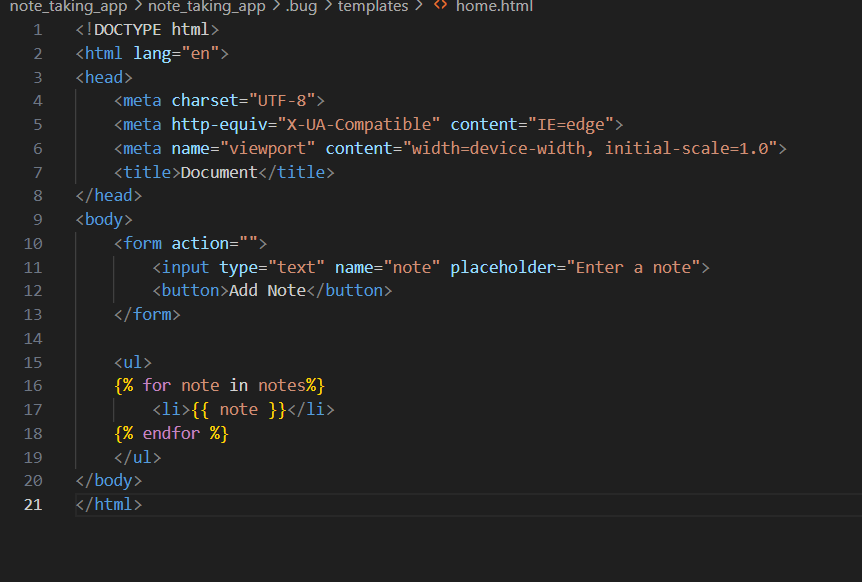 note_taking_app > note_taking_app > .bug > templates > <> home.html
1 <!DOCTYPE html>
2 <html lang="en">
3 <head>
4     <meta charset="UTF-8">
5     <meta http-equiv="X-UA-Compatible" content="IE=edge">
6     <meta name="viewport" content="width=device-width, initial-scale=1.0">
7     <title>Document</title>
8 </head>
9 <body>
10     <form action="">
11         <input type="text" name="note" placeholder="Enter a note">
12         <button>Add Note</button>
13     </form>
14
15     <ul>
16     {% for note in notes%}
17         <li>{{ note }}</li>
18     {% endfor %}
19     </ul>
20 </body>
21 </html>